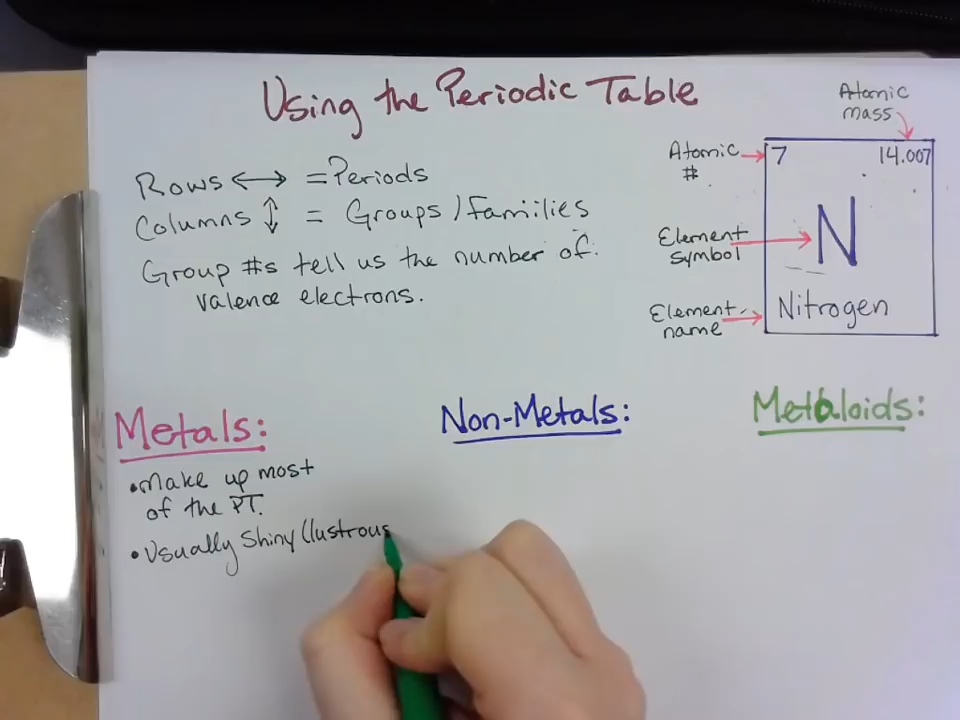 Using the Periodic Table
Rows ↔ = Periods
Columns ↕ = Groups / Families
Group #s tell us the number of
valence electrons.
Atomic
mass
Atomic
#
7
14.007
Element
symbol
N
Element
name
Nitrogen
Metals:
• Make up most
of the PT.
• Usually shiny (lustrous
Non-Metals:
Metaloids: